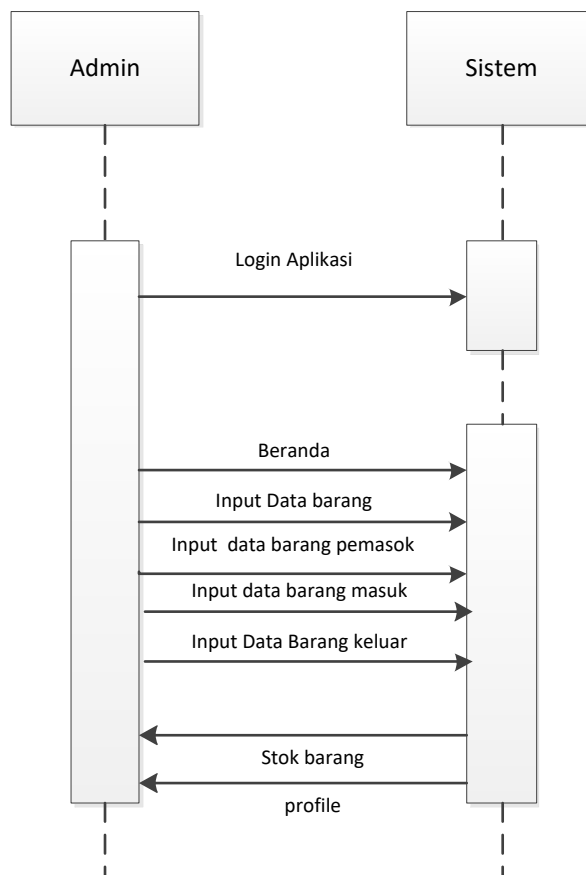 Admin
Sistem
Login Aplikasi
Beranda
Input Data barang
Input  data barang pemasok
Input data barang masuk
Input Data Barang keluar
Stok barang
profile